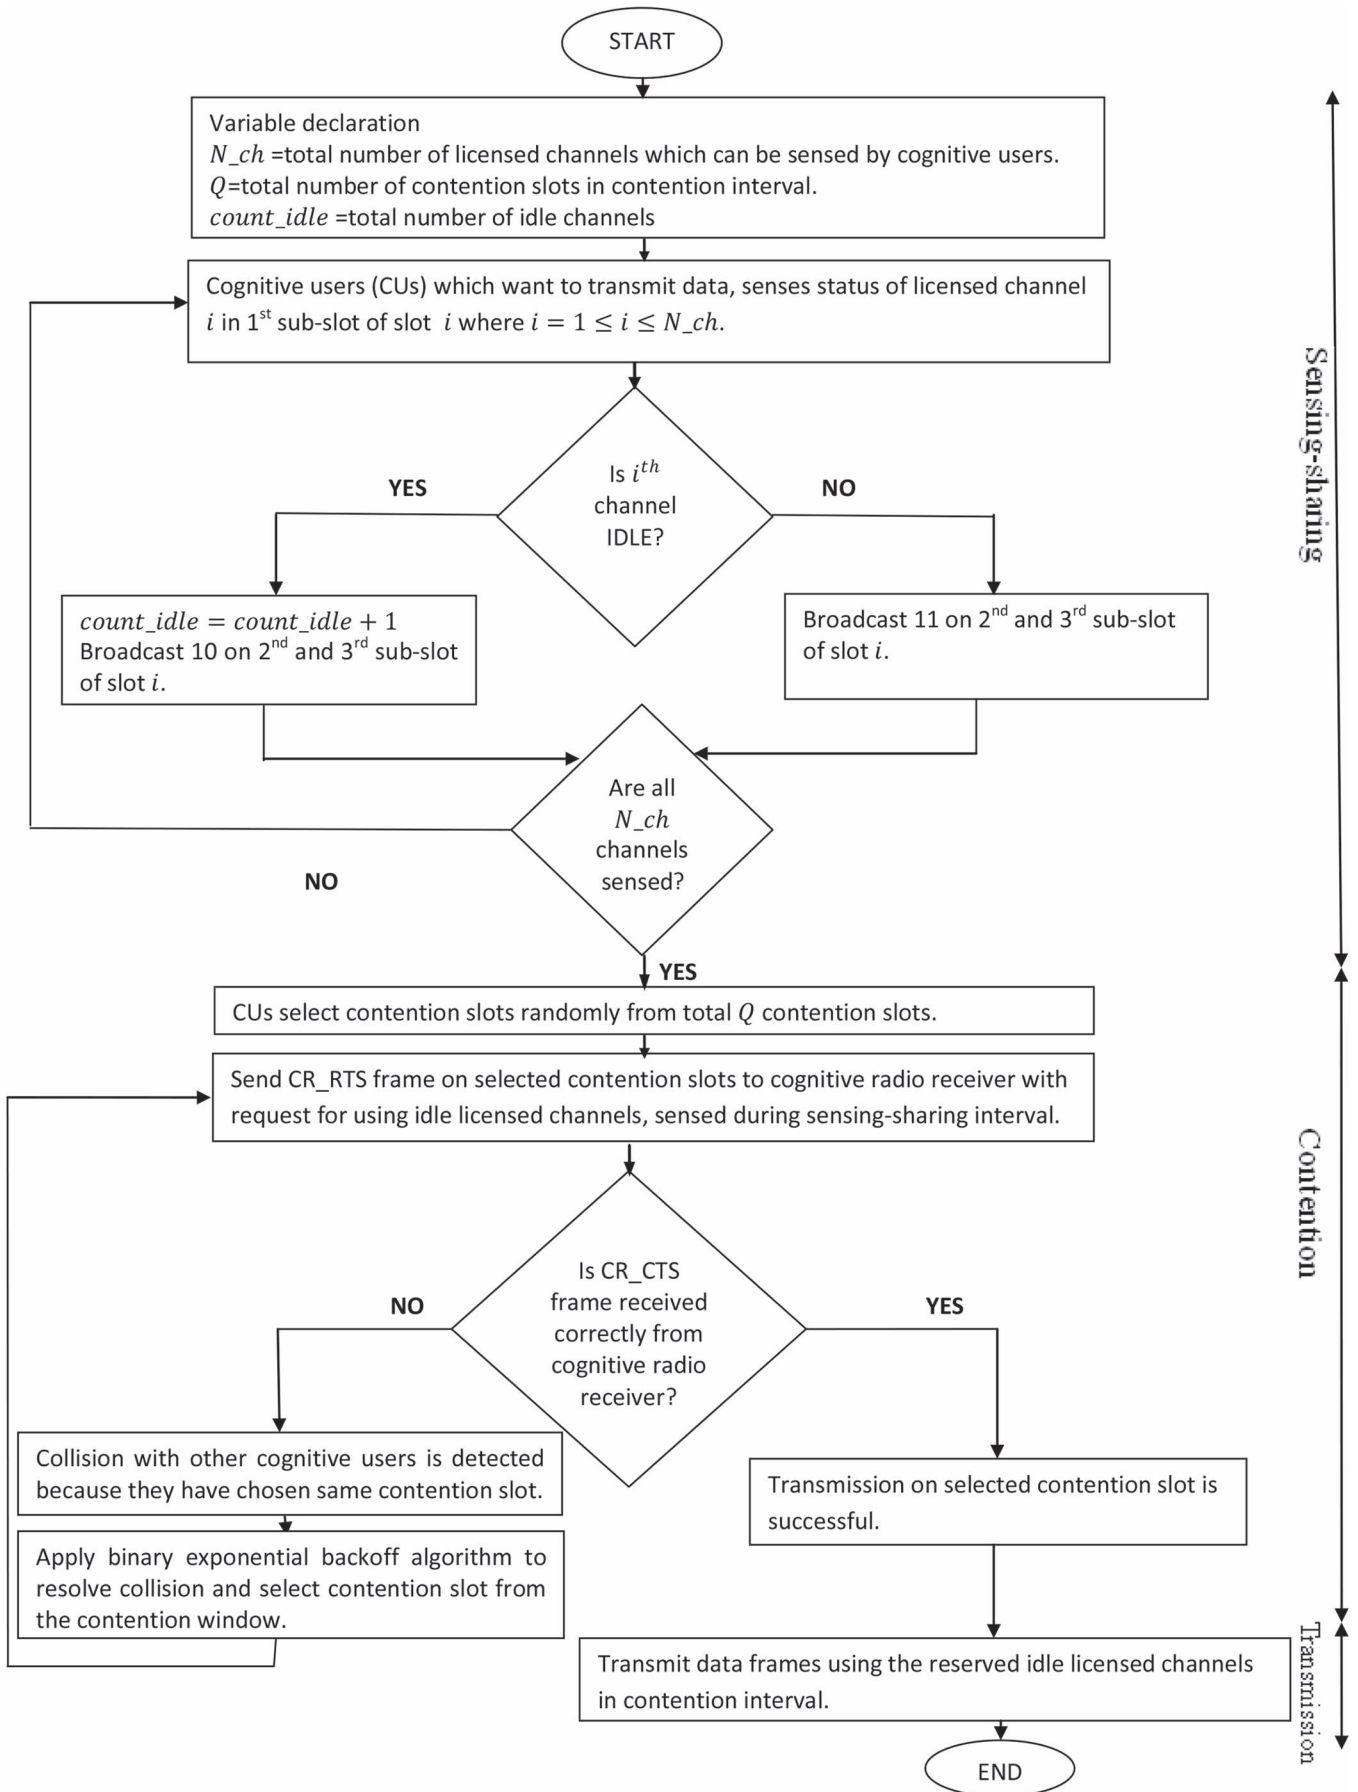 START
Variable declaration
N_ch =total number of licensed channels which can be sensed by cognitive users.
Q=total number of contention slots in contention interval.
count_idle =total number of idle channels
Cognitive users (CUs) which want to transmit data, senses status of licensed channel
i in 1st sub-slot of slot i where i = 1 ≤ i ≤ N_ch.
Is i^th
channel
IDLE?
YES
NO
count_idle = count_idle + 1
Broadcast 10 on 2nd and 3rd sub-slot
of slot i.
Broadcast 11 on 2nd and 3rd sub-slot
of slot i.
Are all
N_ch
channels
sensed?
NO
YES
Sensing-sharing
CUs select contention slots randomly from total Q contention slots.
Send CR_RTS frame on selected contention slots to cognitive radio receiver with
request for using idle licensed channels, sensed during sensing-sharing interval.
Is CR_CTS
frame received
correctly from
cognitive radio
receiver?
NO
YES
Collision with other cognitive users is detected
because they have chosen same contention slot.
Apply binary exponential backoff algorithm to
resolve collision and select contention slot from
the contention window.
Transmission on selected contention slot is
successful.
Contention
Transmit data frames using the reserved idle licensed channels
in contention interval.
Transmission
END